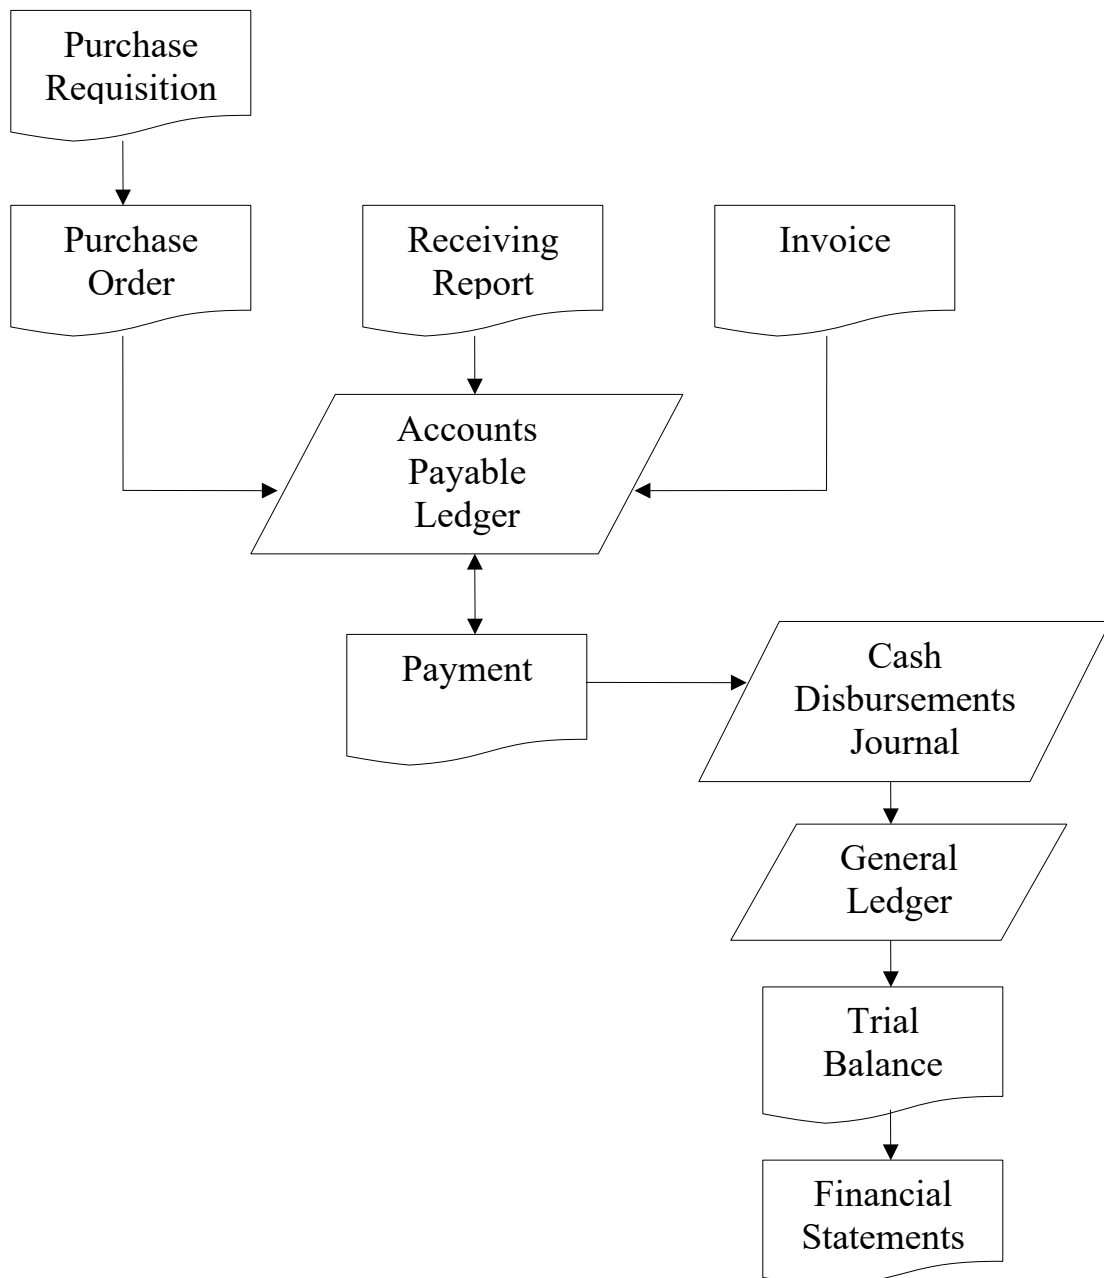 Purchase
Requisition
Purchase
Order
Receiving
Report
Invoice
Accounts
Payable
Ledger
Payment
Cash
Disbursements
Journal
General
Ledger
Trial
Balance
Financial
Statements